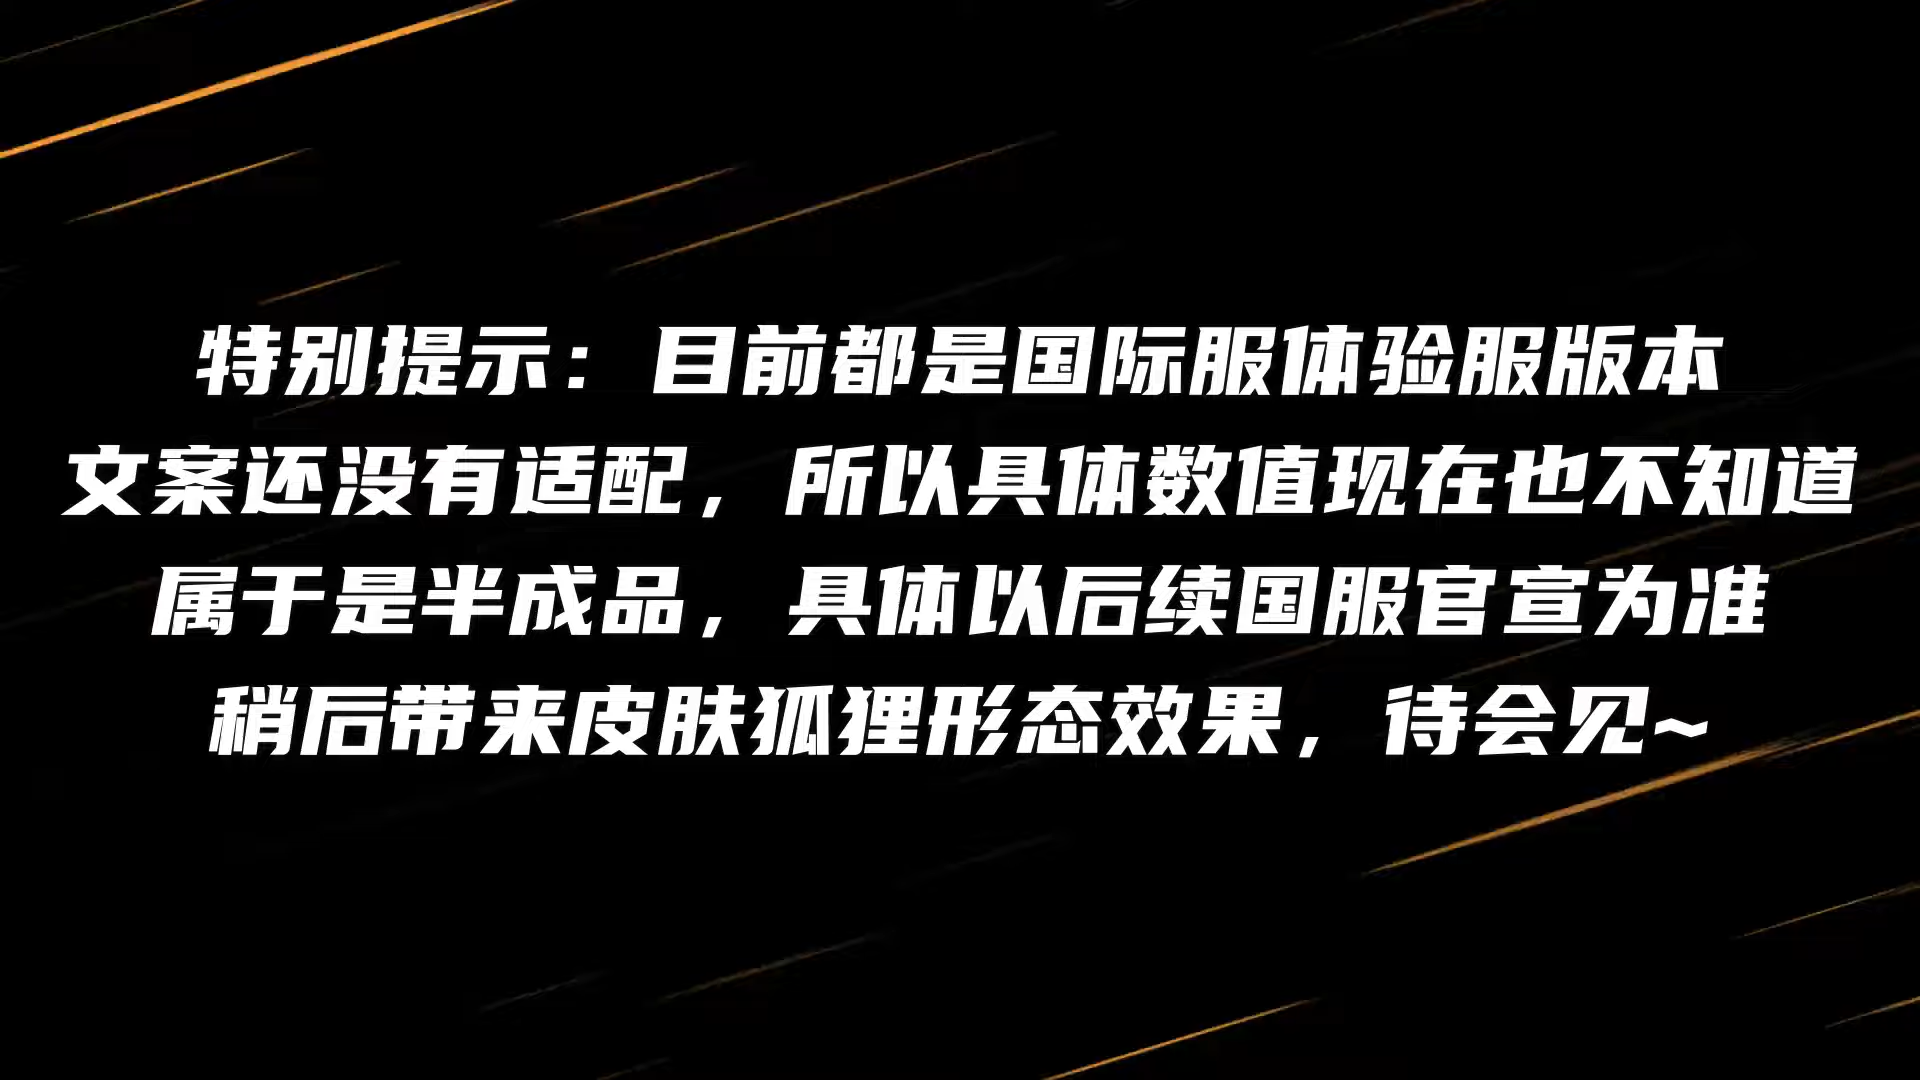 特别提示：目前都是国际服体验服版本
文案还没有适配，所以具体数值现在也不知道
属于是半成品，具体以后续国服官宣为准
稍后带来皮肤狐狸形态效果，待会见~